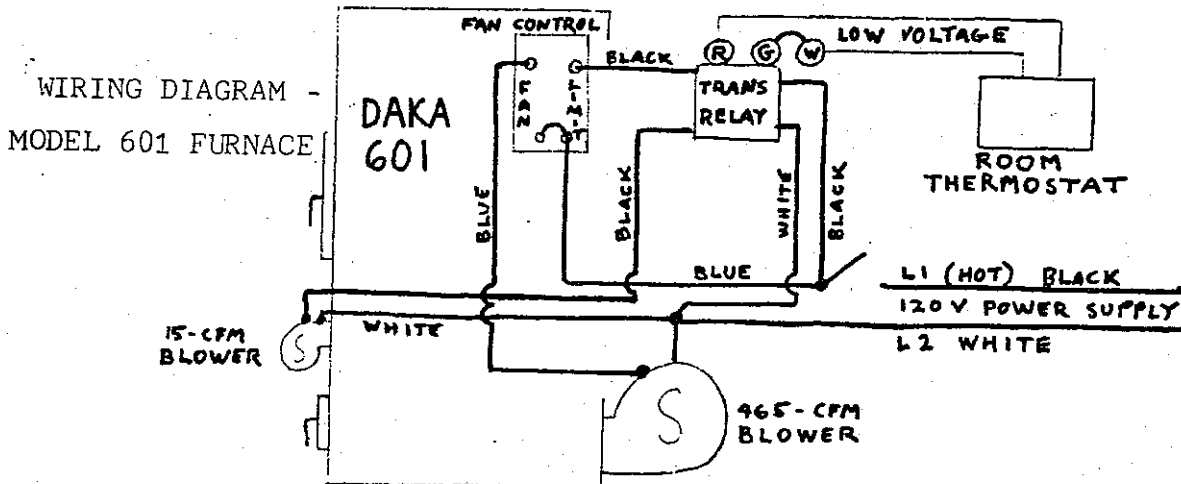 WIRING DIAGRAM -
MODEL 601 FURNACE
DAKA
601
FAN CONTROL
FAN
LIMIT
BLACK
R G W
LOW VOLTAGE
TRANS
RELAY
ROOM
THERMOSTAT
BLUE
BLACK
WHITE
BLACK
BLUE
L1 (HOT) BLACK
120V POWER SUPPLY
L2 WHITE
WHITE
15-CFM
BLOWER
S
S
465-CFM
BLOWER